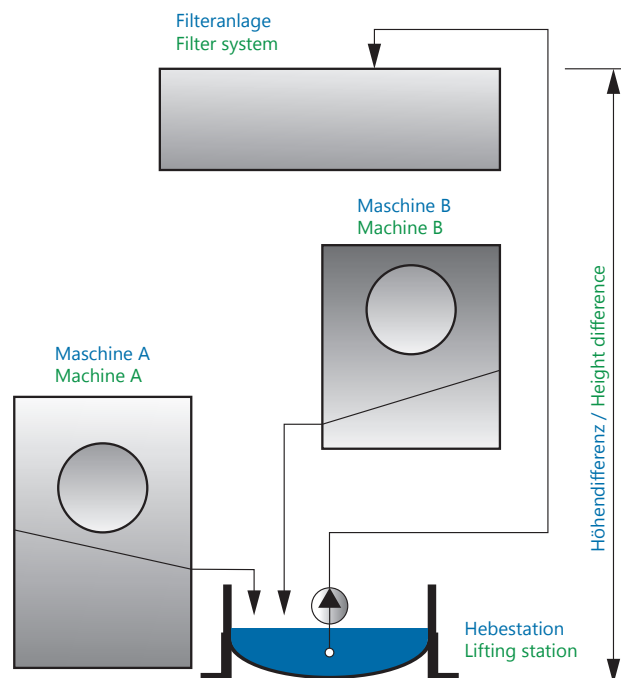 Filteranlage
Filter system
Maschine B
Machine B
Maschine A
Machine A
Höhendifferenz / Height difference
Hebestation
Lifting station